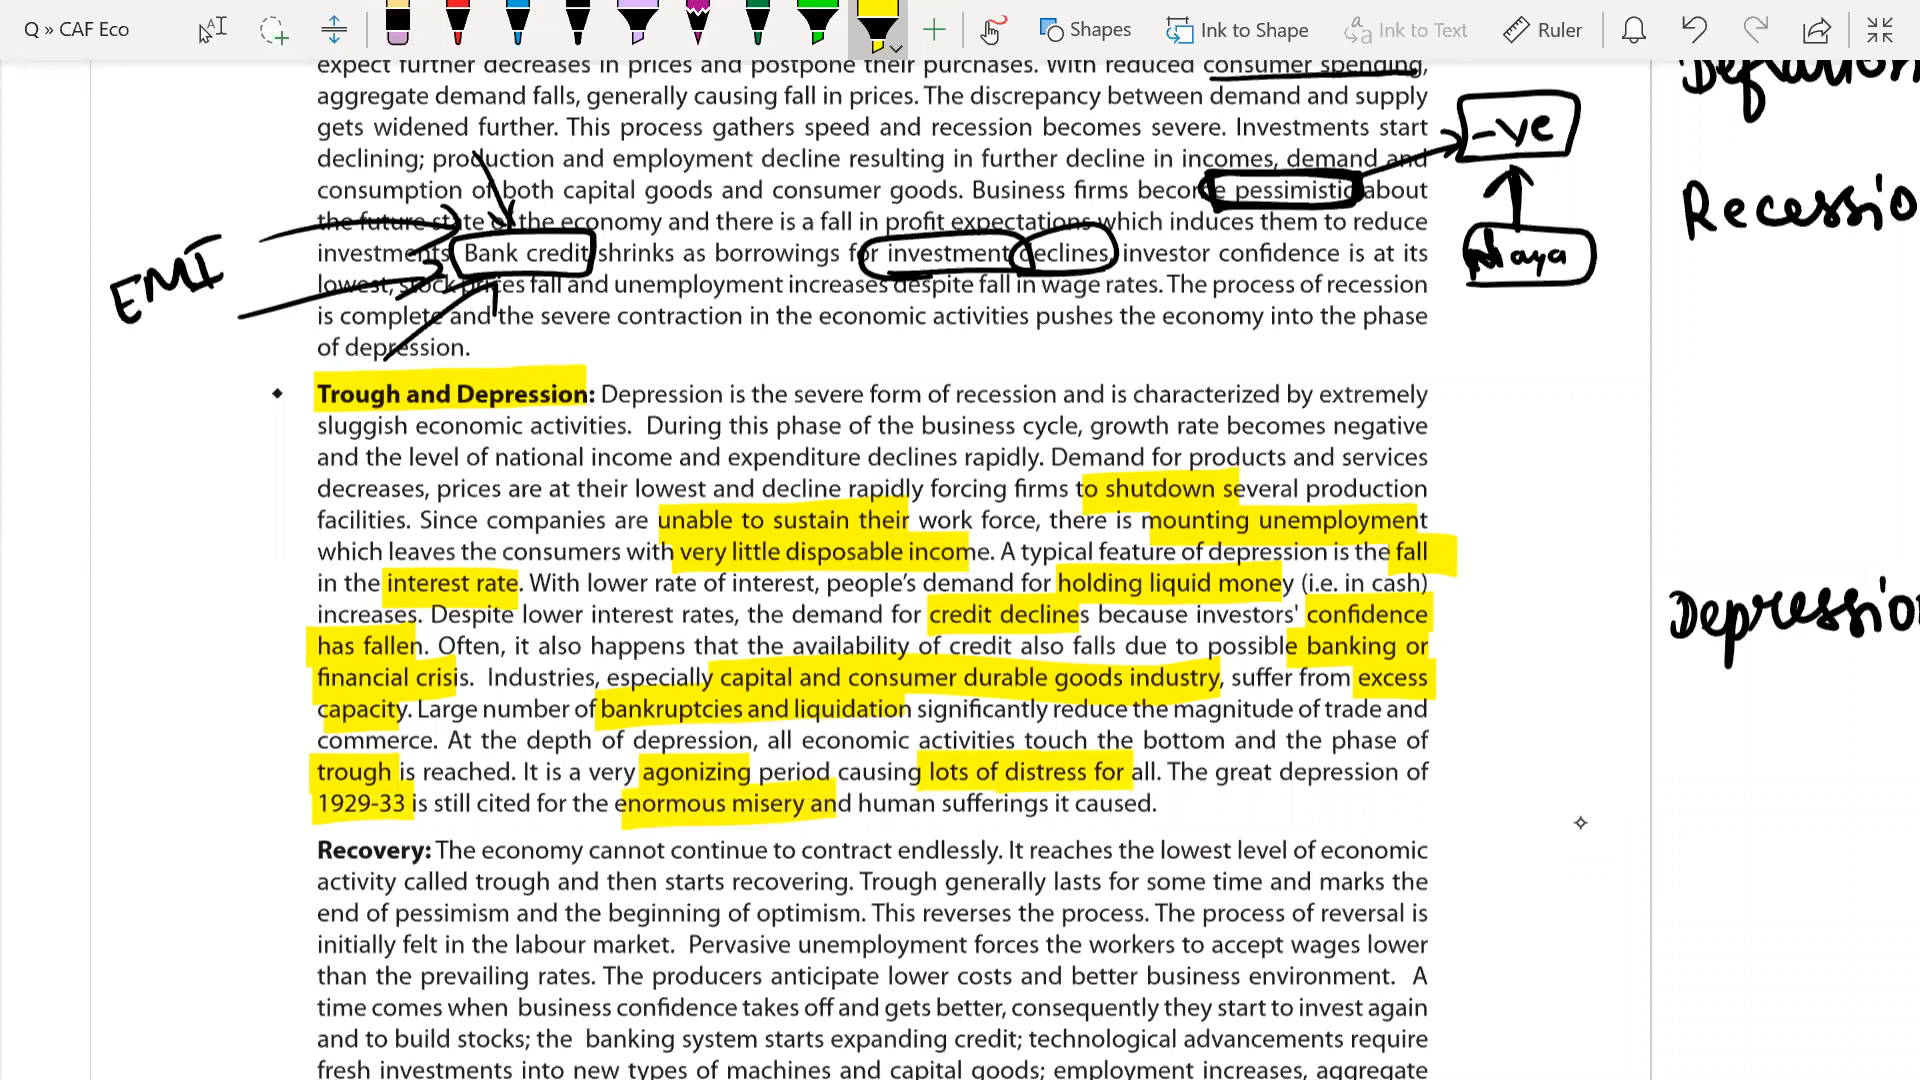 Q » CAF Eco
Shapes
Ink to Shape
Ink to Text
Ruler
expect further decreases in prices and postpone their purchases. With reduced consumer spending,
aggregate demand falls, generally causing fall in prices. The discrepancy between demand and supply
gets widened further. This process gathers speed and recession becomes severe. Investments start
declining; production and employment decline resulting in further decline in incomes, demand and
consumption of both capital goods and consumer goods. Business firms become pessimistic about
the future state of the economy and there is a fall in profit expectations which induces them to reduce
investments. Bank credit shrinks as borrowings for investment declines, investor confidence is at its
lowest, stock prices fall and unemployment increases despite fall in wage rates. The process of recession
is complete and the severe contraction in the economic activities pushes the economy into the phase
of depression.
-ve
EMI
Recessio
◆ Trough and Depression: Depression is the severe form of recession and is characterized by extremely
sluggish economic activities. During this phase of the business cycle, growth rate becomes negative
and the level of national income and expenditure declines rapidly. Demand for products and services
decreases, prices are at their lowest and decline rapidly forcing firms to shutdown several production
facilities. Since companies are unable to sustain their work force, there is mounting unemployment
which leaves the consumers with very little disposable income. A typical feature of depression is the fall
in the interest rate. With lower rate of interest, people's demand for holding liquid money (i.e. in cash)
increases. Despite lower interest rates, the demand for credit declines because investors' confidence
has fallen. Often, it also happens that the availability of credit also falls due to possible banking or
financial crisis. Industries, especially capital and consumer durable goods industry, suffer from excess
capacity. Large number of bankruptcies and liquidation significantly reduce the magnitude of trade and
commerce. At the depth of depression, all economic activities touch the bottom and the phase of
trough is reached. It is a very agonizing period causing lots of distress for all. The great depression of
1929-33 is still cited for the enormous misery and human sufferings it caused.
Depressio
Recovery: The economy cannot continue to contract endlessly. It reaches the lowest level of economic
activity called trough and then starts recovering. Trough generally lasts for some time and marks the
end of pessimism and the beginning of optimism. This reverses the process. The process of reversal is
initially felt in the labour market. Pervasive unemployment forces the workers to accept wages lower
than the prevailing rates. The producers anticipate lower costs and better business environment. A
time comes when business confidence takes off and gets better, consequently they start to invest again
and to build stocks; the banking system starts expanding credit; technological advancements require
fresh investments into new types of machines and capital goods; employment increases, aggregate